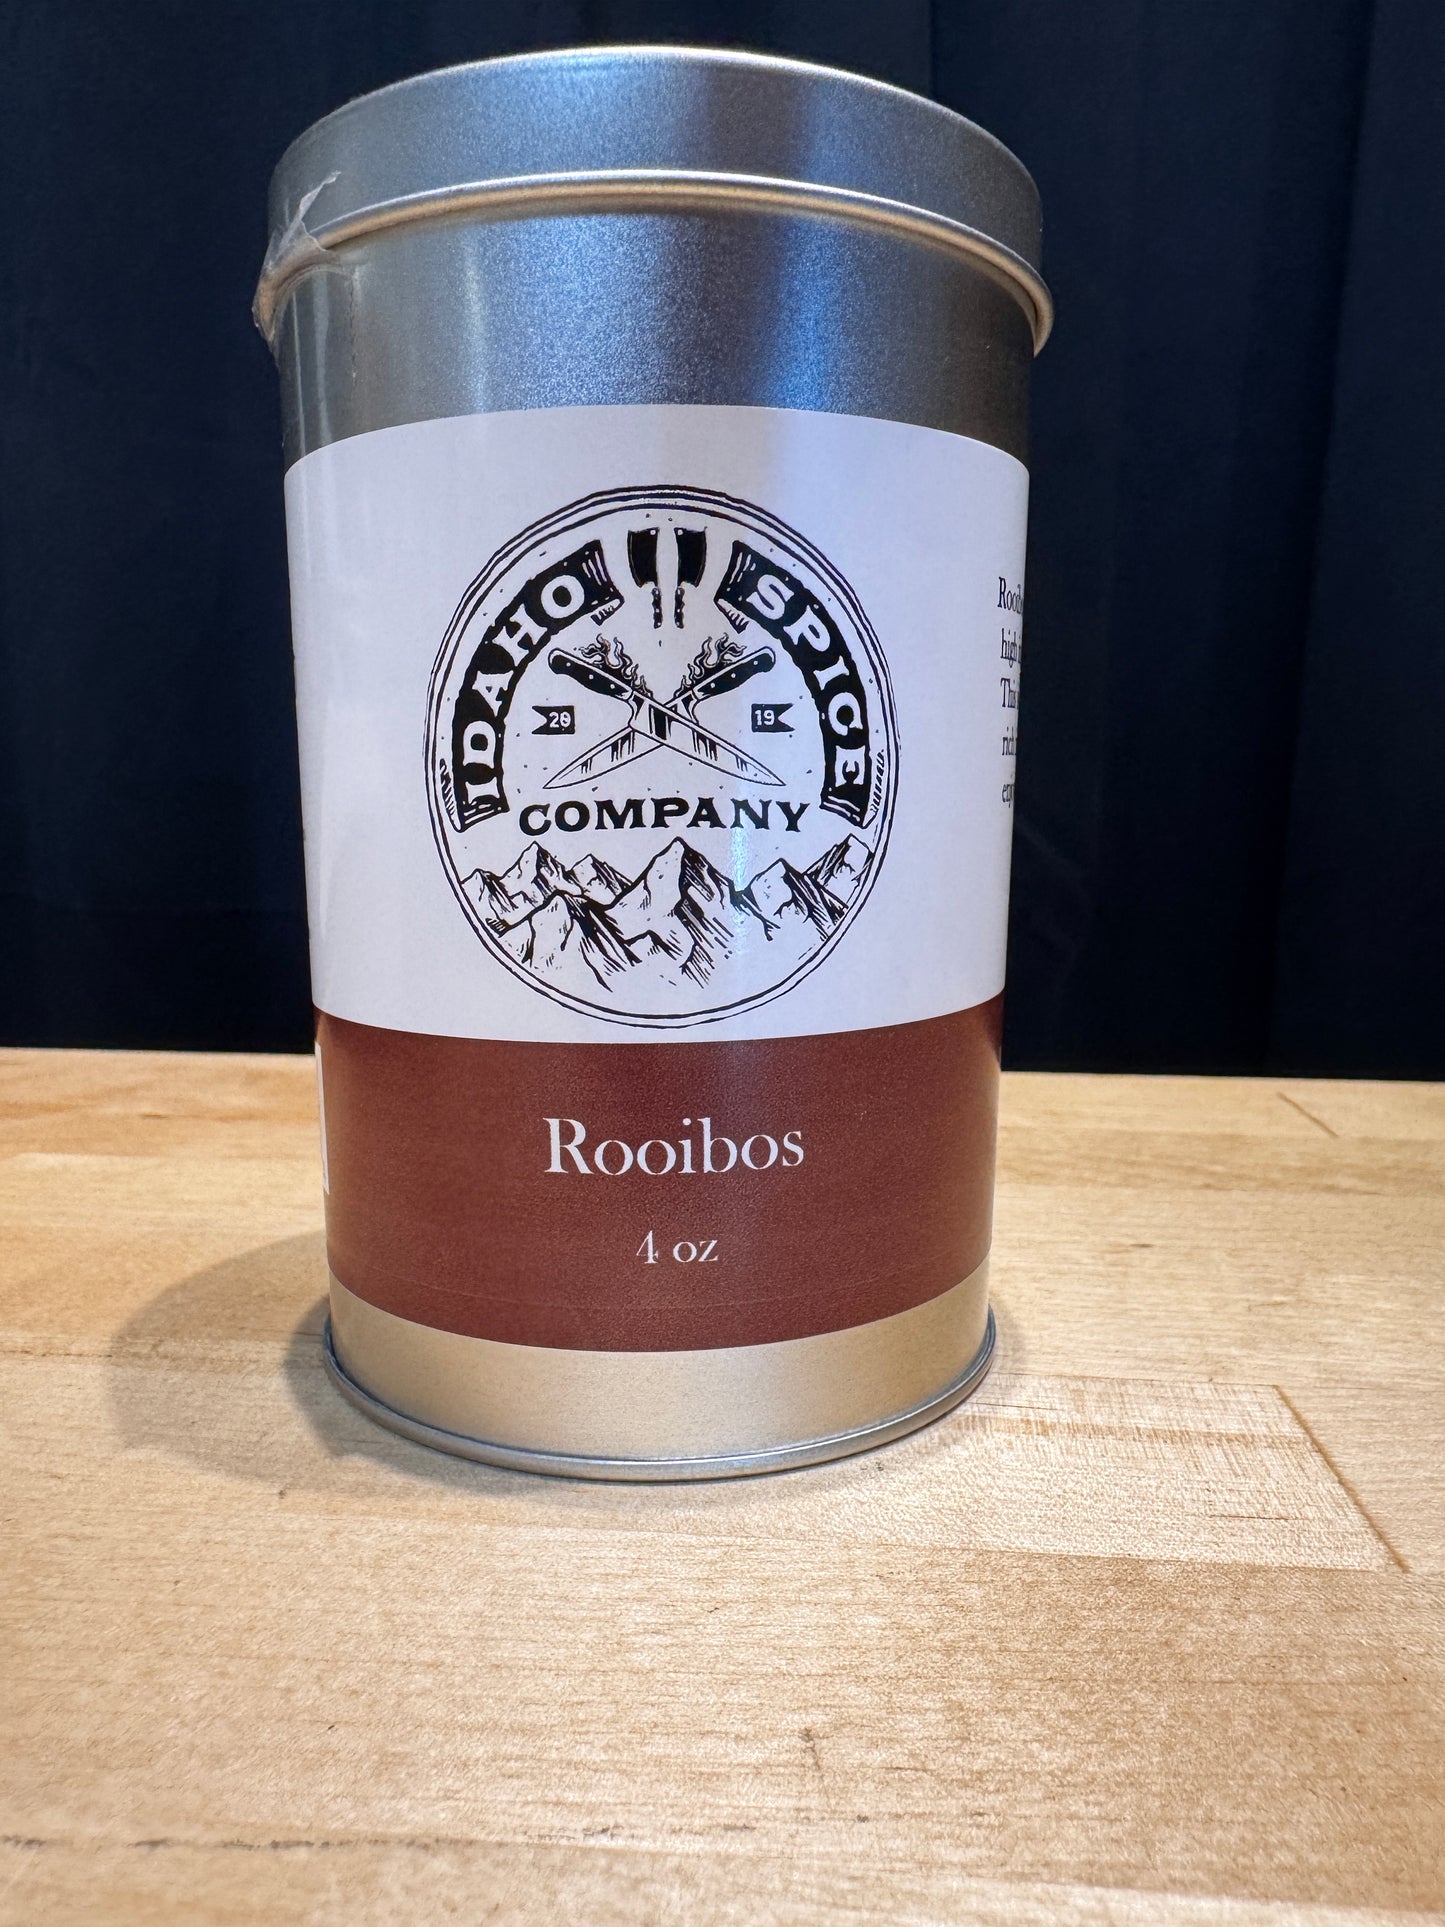 IDAHO SPICE
20 19
COMPANY
Rooibos
4 oz